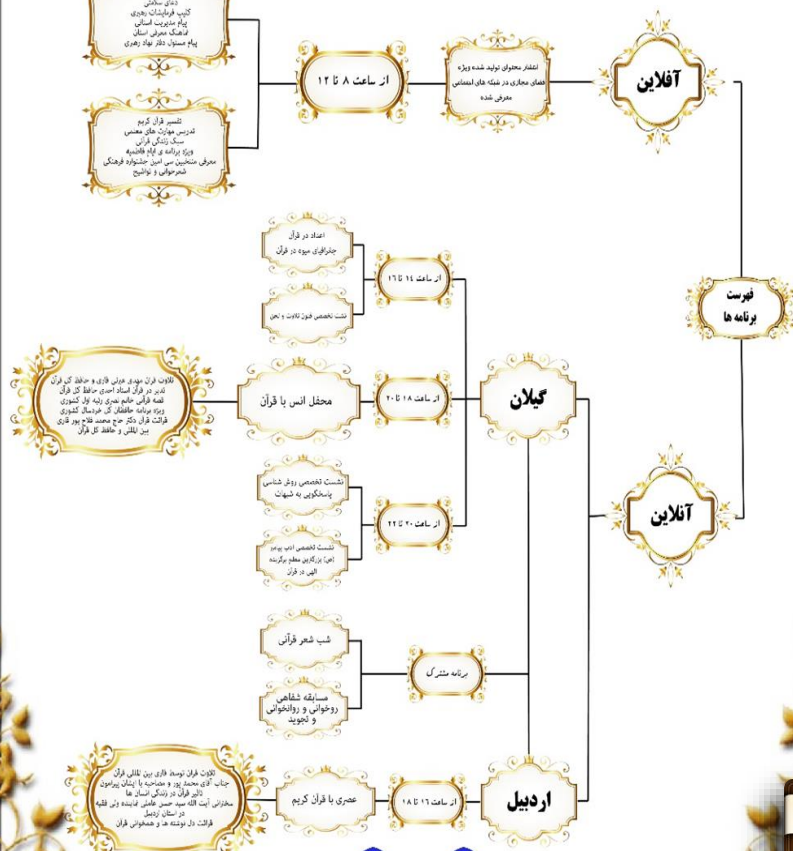 فهرست
برنامه ها
آفلاین
انتشار محتوای تولید شده ویژه
فضای مجازی در شبکه های اجتماعی
معرفی شده
از ساعت ۸ تا ۱۲
دعای سلامتی
کلیپ فرمایشات رهبری
پیام مدیریت استانی
نماهنگ معرفی استان
پیام مسئول دفتر نهاد رهبری
تفسیر قرآن کریم
تدریس مهارت های معلمی
سبک زندگی قرآنی
ویژه برنامه ی ایام فاطمیه
معرفی منتخبین سی امین جشنواره فرهنگی
شعرخوانی و تواشیح
آنلاین
گیلان
از ساعت ۱۴ تا ۱۶
اعداد در قرآن
جغرافیای میوه در قرآن
نشت تخصصی فنون تلاوت و لحن
از ساعت ۱۸ تا ۲۰
محفل انس با قرآن
تلاوت قران مهدی عبرتی قاری و حافظ کل قرآن
تدبر در قرآن استاد احدی حافظ کل قرآن
قصه قرآنی خانم نصری رتبه اول کشوری
ویژه برنامه حافظان کل خردسال کشوری
قرائت قرآن دکتر حاج محمد فلاح پور قاری
بین المللی و حافظ کل قرآن
از ساعت ۲۰ تا ۲۲
نشست تخصصی روش شناسی
پاسخگویی به شبهات
نشست تخصصی ادب پیامبر
(ص) بزرگترین معلم برگزیده
الهی در قرآن
برنامه مشترک
شب شعر قرآنی
مسابقه شفاهی
روخوانی و روانخوانی
و تجوید
اردبیل
از ساعت ۱۶ تا ۱۸
عصری با قرآن کریم
تلاوت قران توسط قاری بین المللی قرآن
جناب آقای محمد پور و مصاحبه با ایشان پیرامون
تاثیر قرآن در زندگی انسان ها
سخنرانی آیت الله سید حسن عاملی نماینده ولی فقیه
در استان اردبیل
قرائت دل نوشته ها و همخوانی قرآن